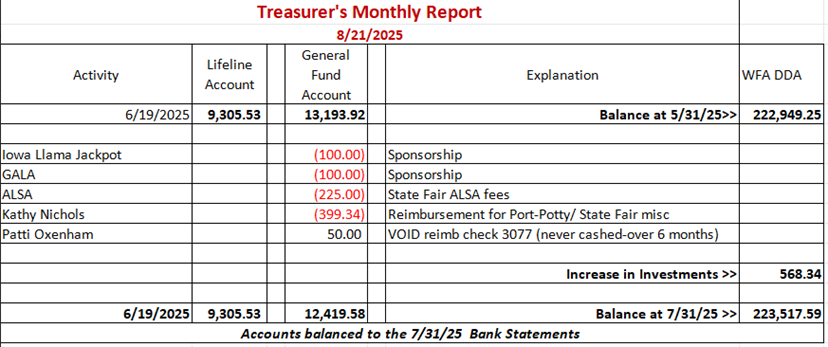 Treasurer's Monthly Report
8/21/2025
Activity Lifeline Account General Fund Account Explanation WFA DDA
6/19/2025 9,305.53 13,193.92 Balance at 5/31/25>> 222,949.25
Iowa Llama Jackpot (100.00) Sponsorship
GALA (100.00) Sponsorship
ALSA (225.00) State Fair ALSA fees
Kathy Nichols (399.34) Reimbursement for Port-Potty/ State Fair misc
Patti Oxenham 50.00 VOID reimb check 3077 (never cashed-over 6 months)
Increase in Investments >> 568.34
6/19/2025 9,305.53 12,419.58 Balance at 7/31/25 >> 223,517.59
Accounts balanced to the 7/31/25 Bank Statements